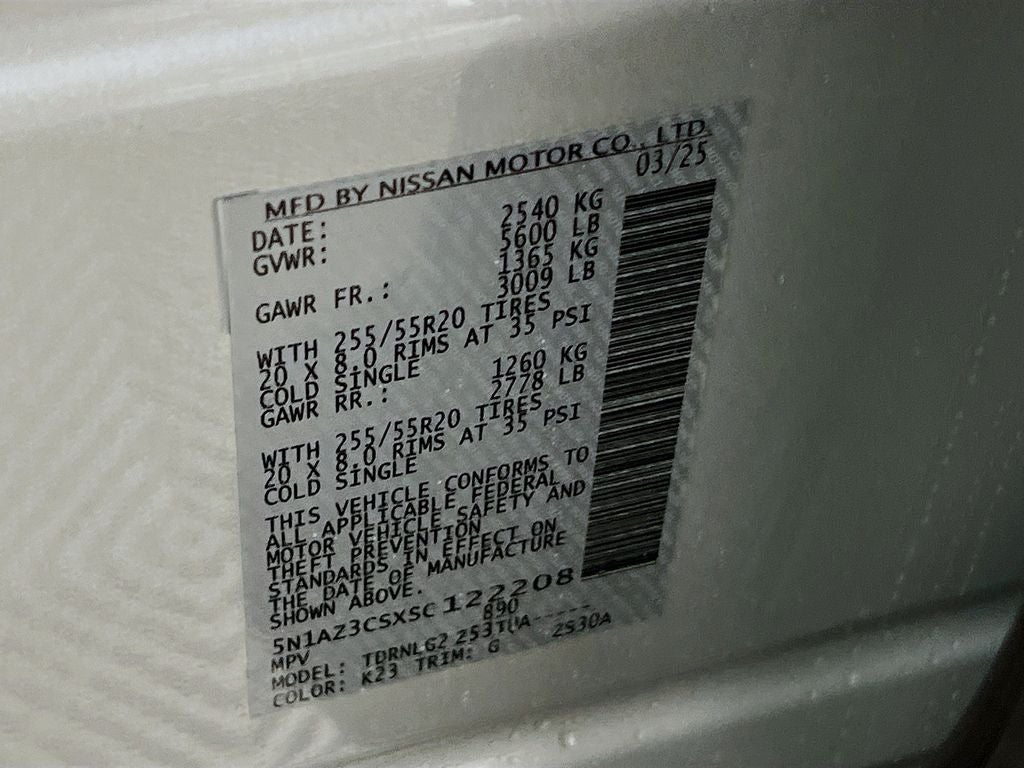 MFD BY NISSAN MOTOR CO., LTD.
DATE: 03/25
GVWR: 2540 KG
5600 LB
GAWR FR.: 1365 KG
3009 LB
WITH 255/55R20 TIRES
20 X 8.0 RIMS AT 35 PSI
COLD SINGLE
GAWR RR.: 1260 KG
2778 LB
WITH 255/55R20 TIRES
20 X 8.0 RIMS AT 35 PSI
COLD SINGLE
THIS VEHICLE CONFORMS TO
ALL APPLICABLE FEDERAL
MOTOR VEHICLE SAFETY AND
THEFT PREVENTION
STANDARDS IN EFFECT ON
THE DATE OF MANUFACTURE
SHOWN ABOVE.
5N1AZ3CSXSC122208
MPV 890
MODEL: TDRNLG2 253TUA-----
COLOR: K23 TRIM: G 2S30A